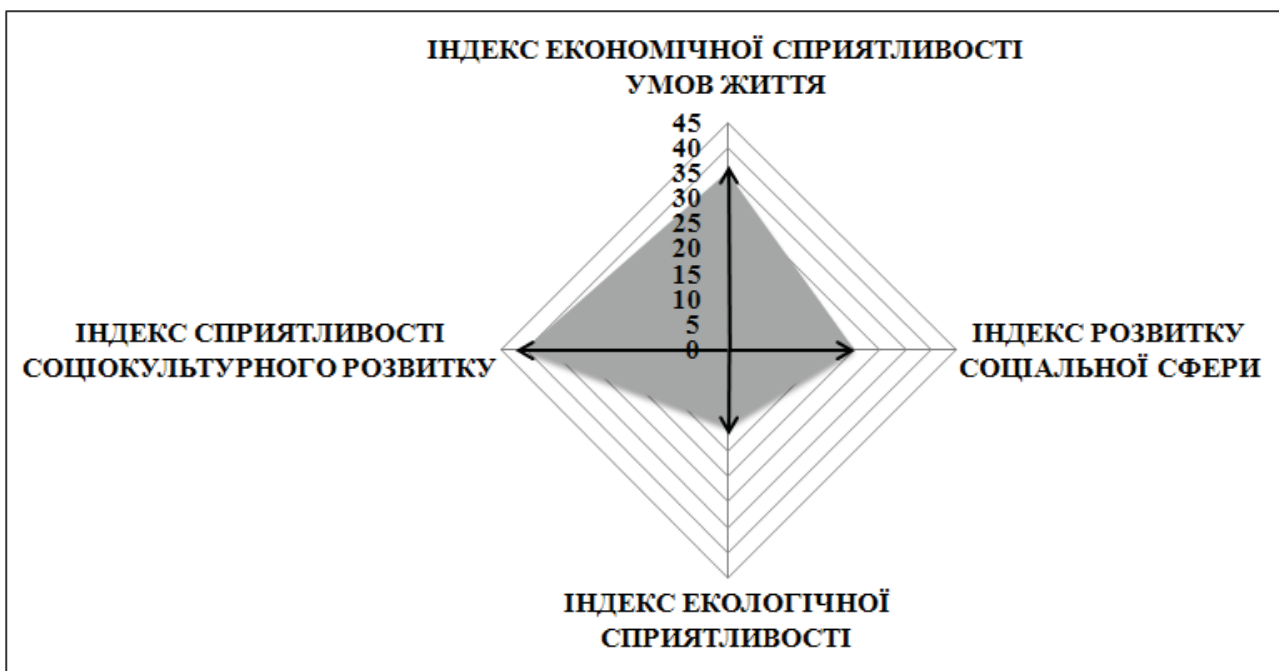 ІНДЕКС ЕКОНОМІЧНОЇ СПРИЯТЛИВОСТІ
УМОВ ЖИТТЯ
45
40
35
30
25
20
15
10
5
0
ІНДЕКС СПРИЯТЛИВОСТІ
СОЦІОКУЛЬТУРНОГО РОЗВИТКУ
ІНДЕКС РОЗВИТКУ
СОЦІАЛЬНОЇ СФЕРИ
ІНДЕКС ЕКОЛОГІЧНОЇ
СПРИЯТЛИВОСТІ